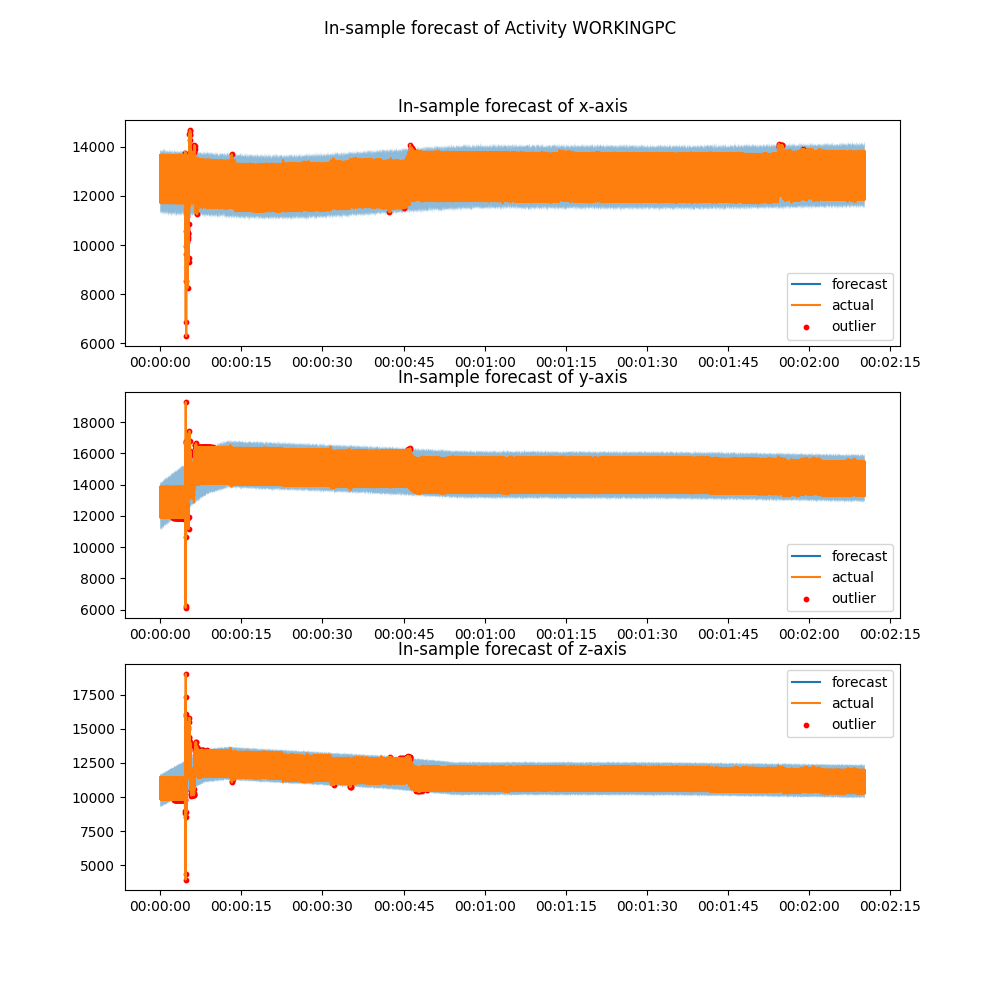 In-sample forecast of Activity WORKINGPC
In-sample forecast of x-axis
14000
12000
10000
8000
6000
forecast
actual
outlier
00:00:00 00:00:15 00:00:30 00:00:45 00:01:00 00:01:15 00:01:30 00:01:45 00:02:00 00:02:15
In-sample forecast of y-axis
18000
16000
14000
12000
10000
8000
6000
forecast
actual
outlier
00:00:00 00:00:15 00:00:30 00:00:45 00:01:00 00:01:15 00:01:30 00:01:45 00:02:00 00:02:15
In-sample forecast of z-axis
17500
15000
12500
10000
7500
5000
forecast
actual
outlier
00:00:00 00:00:15 00:00:30 00:00:45 00:01:00 00:01:15 00:01:30 00:01:45 00:02:00 00:02:15